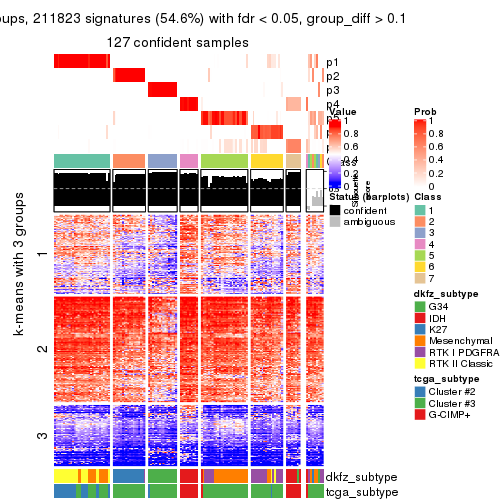 oups, 211823 signatures (54.6%) with fdr < 0.05, group_diff > 0.1
127 confident samples
p1
p2
p3
p4
Value
1
0.8
0.6
0.4
0.2
0
Prob
1
0.8
0.6
0.4
0.2
0
Status (barplots)
confident
ambiguous
Class
1
2
3
4
5
6
7
dkfz_subtype
G34
IDH
K27
Mesenchymal
RTK I PDGFRA
RTK II Classic
tcga_subtype
Cluster #2
Cluster #3
G-CIMP+
k-means with 3 groups
1
2
3
dkfz_subtype
tcga_subtype